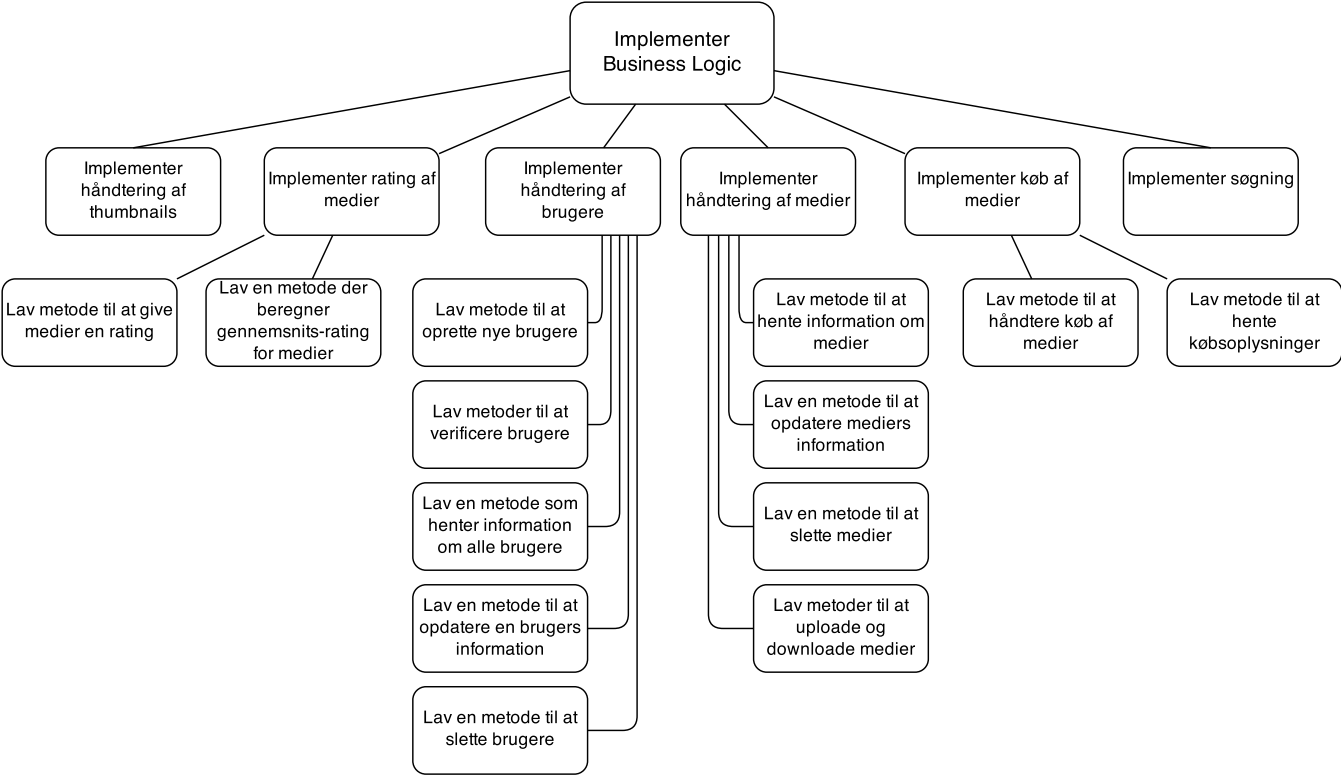 Implementer
Business Logic
Implementer
håndtering af
thumbnails
Implementer rating af
medier
Implementer
håndtering af
brugere
Implementer
håndtering af medier
Implementer køb af
medier
Implementer søgning
Lav metode til at give
medier en rating
Lav en metode der
beregner
gennemsnits-rating
for medier
Lav metode til at
oprette nye brugere
Lav metode til at
hente information om
medier
Lav metode til at
håndtere køb af
medier
Lav metode til at
hente
købsoplysninger
Lav metoder til at
verificere brugere
Lav en metode til at
opdatere mediers
information
Lav en metode som
henter information
om alle brugere
Lav en metode til at
slette medier
Lav en metode til at
opdatere en brugers
information
Lav metoder til at
uploade og
downloade medier
Lav en metode til at
slette brugere